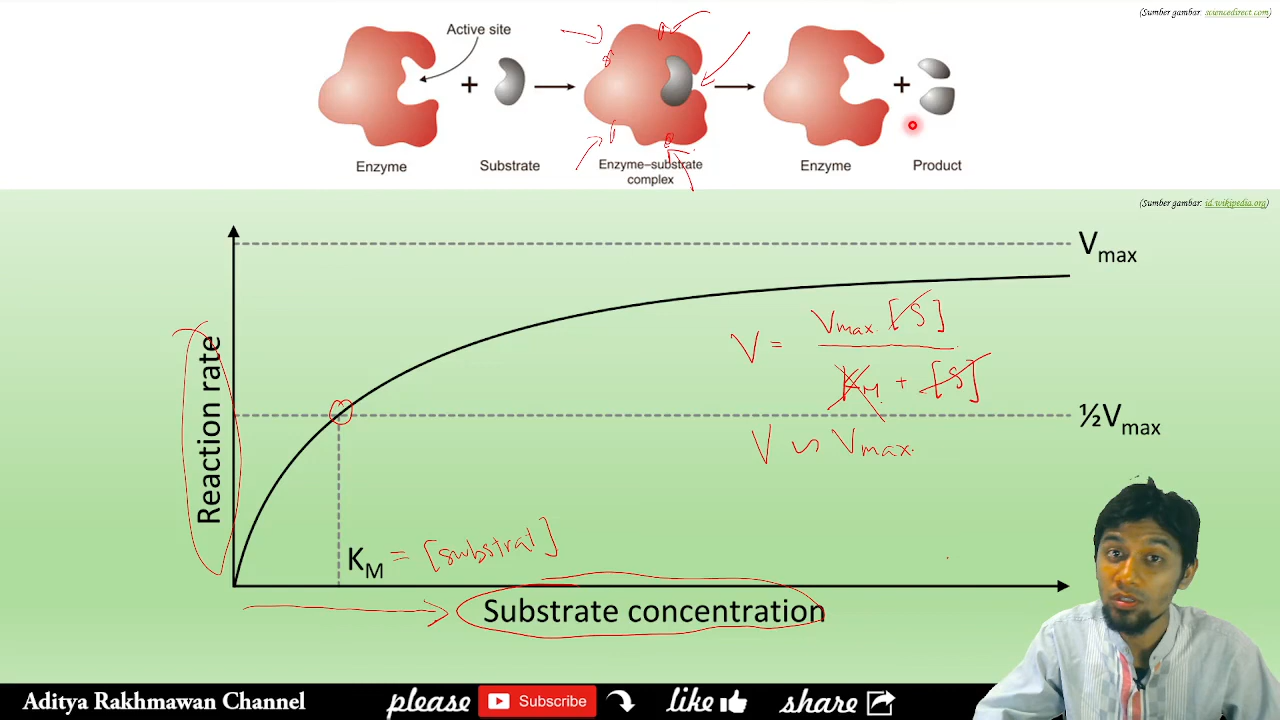 (Sumber gambar: sciencedirect.com)
Active site
+
+
Enzyme
Substrate
Enzyme–substrate
complex
Enzyme
Product
(Sumber gambar: id.wikipedia.org)
Vmax
V = Vmax. [S]
KM + [S]
½Vmax
V ∽ Vmax.
Reaction rate
KM = [substrat]
Substrate concentration
Aditya Rakhmawan Channel
please
Subscribe
like
share